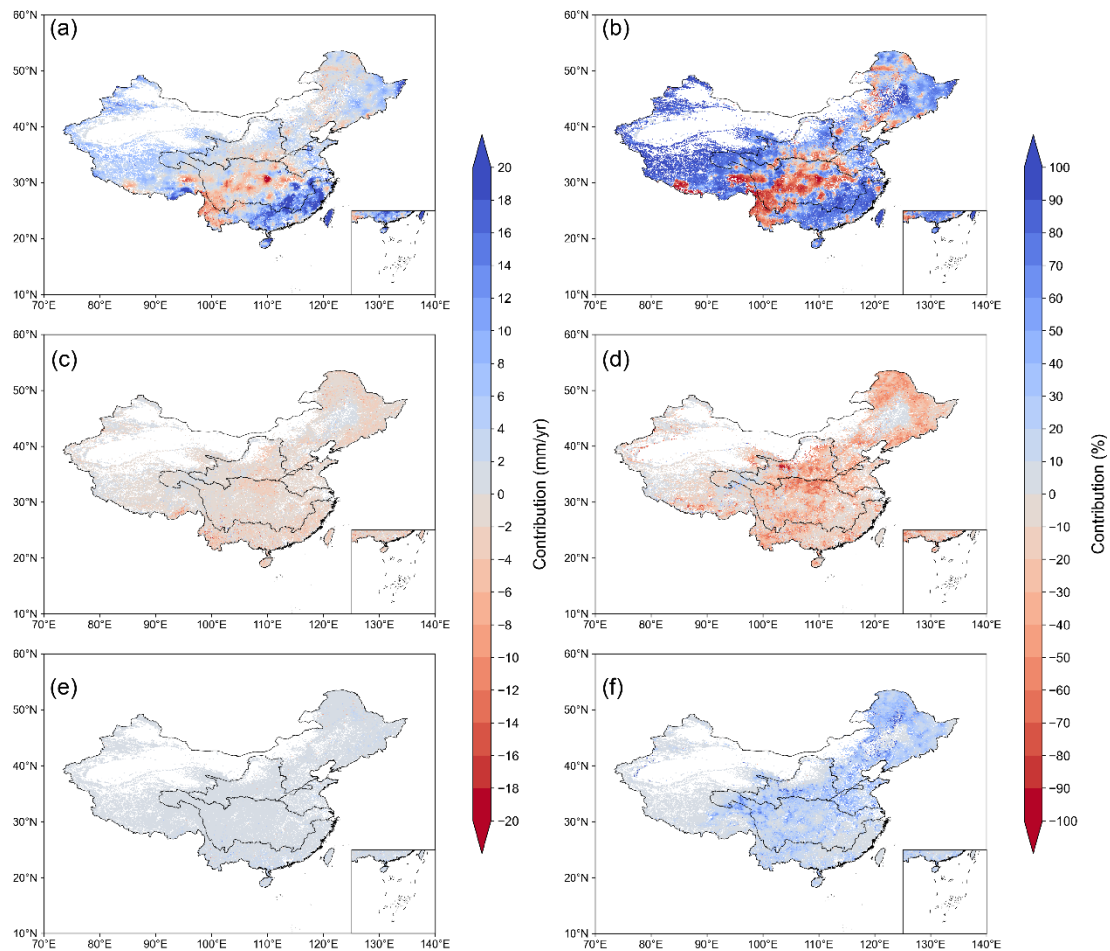 (a)
60°N
50°N
40°N
30°N
20°N
10°N
70°E 80°E 90°E 100°E 110°E 120°E 130°E 140°E
(b)
60°N
50°N
40°N
30°N
20°N
10°N
70°E 80°E 90°E 100°E 110°E 120°E 130°E 140°E
(c)
60°N
50°N
40°N
30°N
20°N
10°N
70°E 80°E 90°E 100°E 110°E 120°E 130°E 140°E
(d)
60°N
50°N
40°N
30°N
20°N
10°N
70°E 80°E 90°E 100°E 110°E 120°E 130°E 140°E
(e)
60°N
50°N
40°N
30°N
20°N
10°N
70°E 80°E 90°E 100°E 110°E 120°E 130°E 140°E
(f)
60°N
50°N
40°N
30°N
20°N
10°N
70°E 80°E 90°E 100°E 110°E 120°E 130°E 140°E
20
18
16
14
12
10
8
6
4
2
0
−2
−4
−6
−8
−10
−12
−14
−16
−18
−20
Contribution (mm/yr)
100
90
80
70
60
50
40
30
20
10
0
−10
−20
−30
−40
−50
−60
−70
−80
−90
−100
Contribution (%)